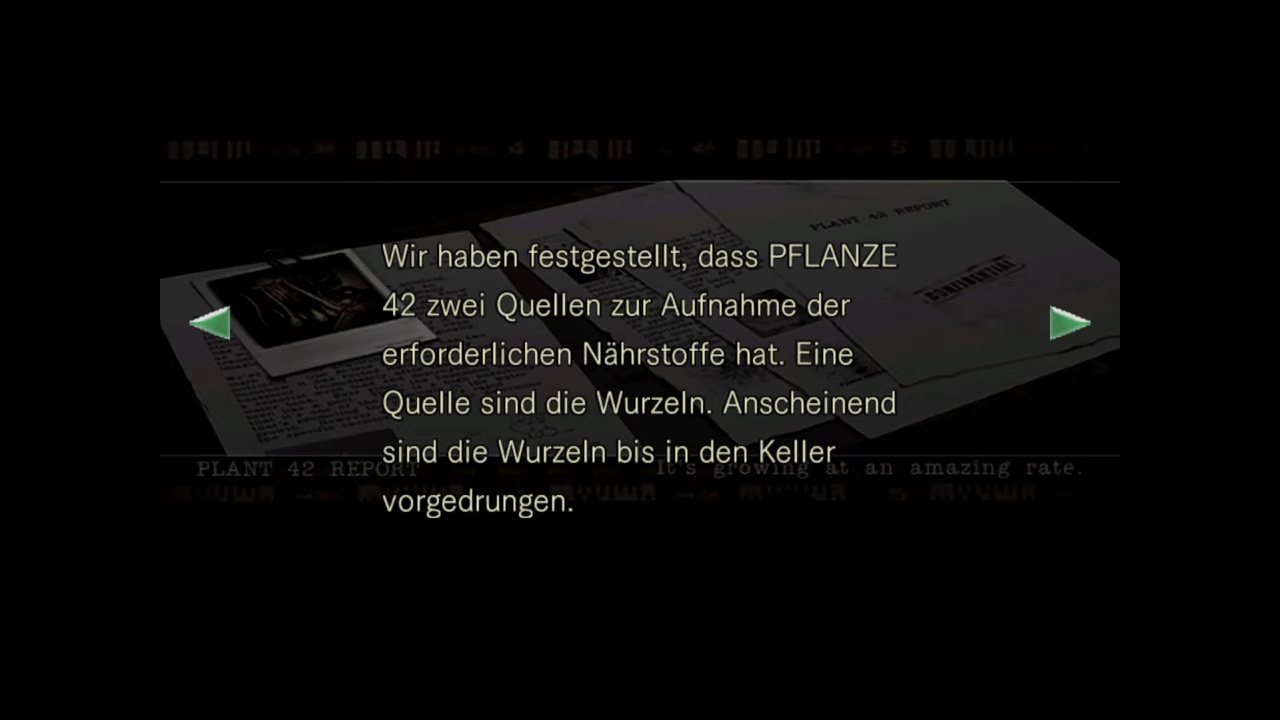 PLANT 42 REPORT
CONFIDENTIAL
Wir haben festgestellt, dass PFLANZE
42 zwei Quellen zur Aufnahme der
erforderlichen Nährstoffe hat. Eine
Quelle sind die Wurzeln. Anscheinend
sind die Wurzeln bis in den Keller
vorgedrungen.
PLANT 42 REPORT
It's growing at an amazing rate.